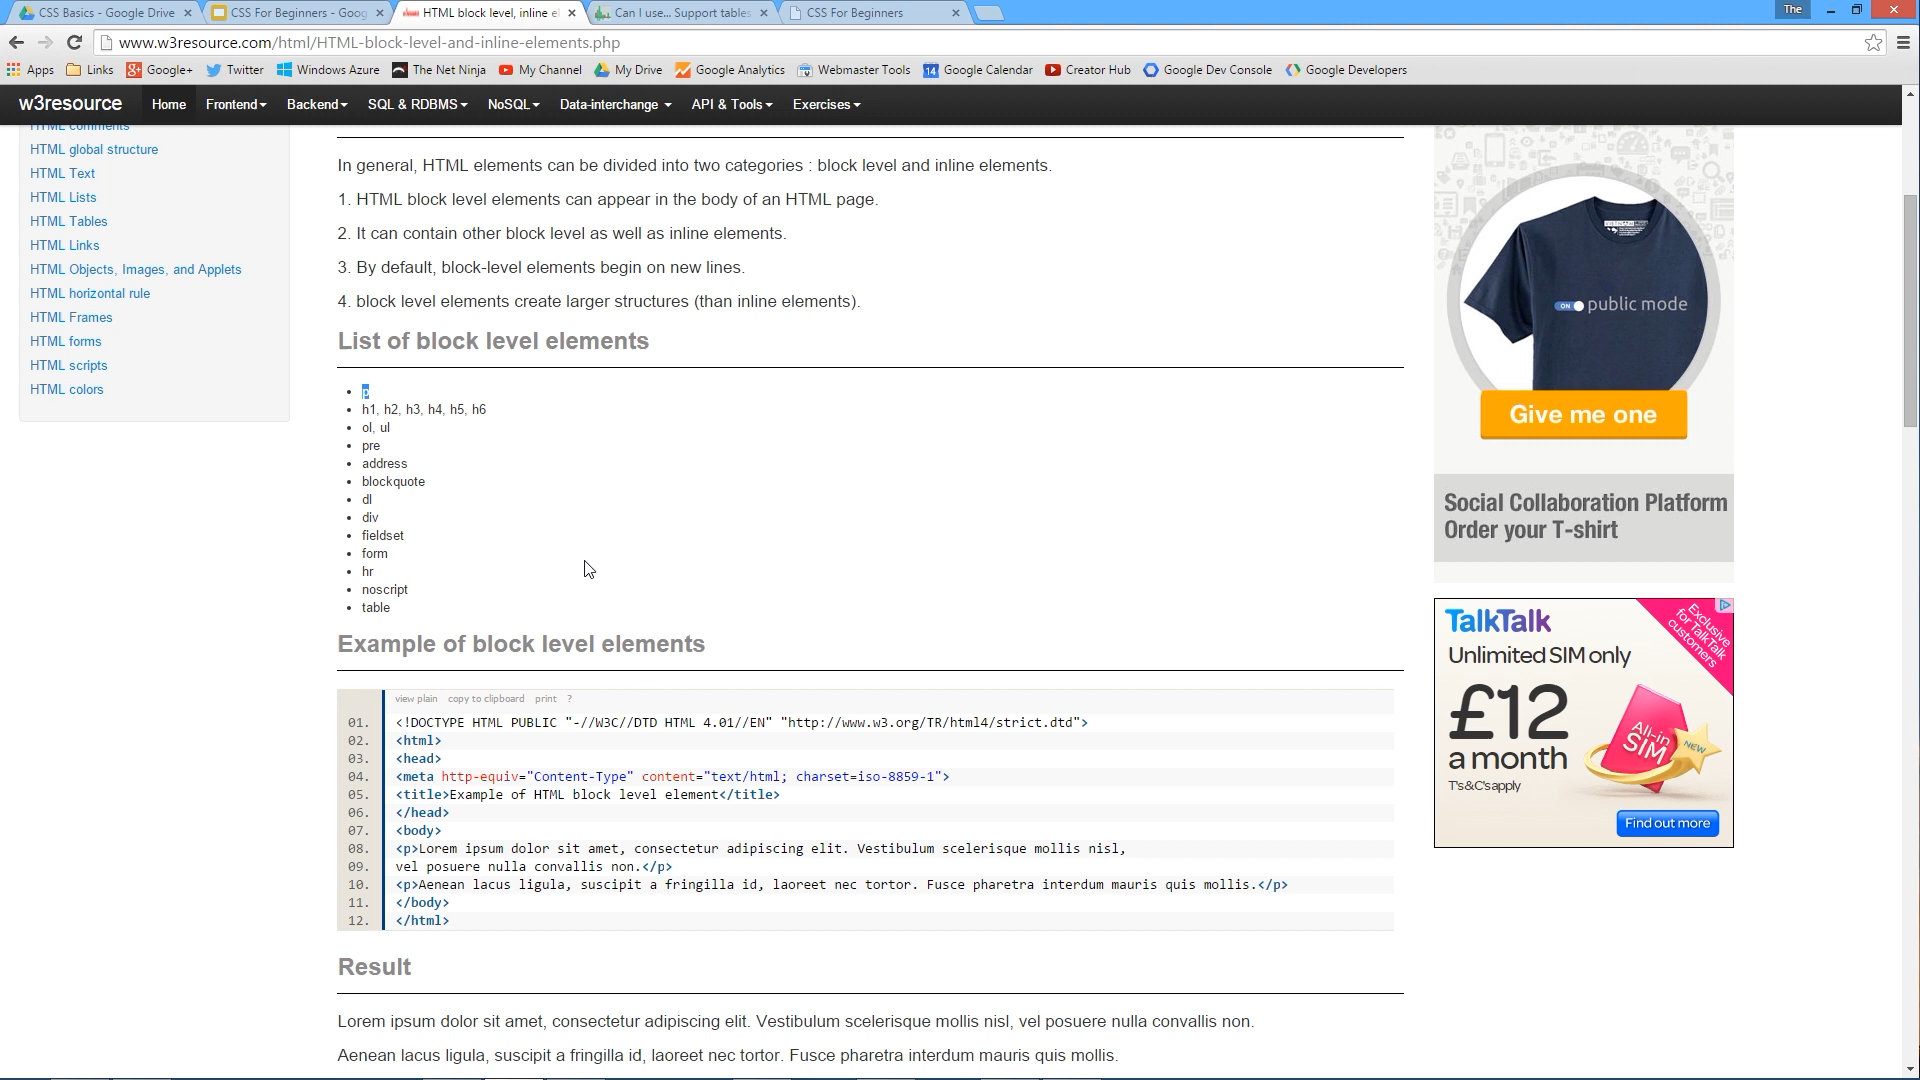 CSS Basics - Google Drive
CSS For Beginners - Goog
HTML block level, inline el
Can I use... Support tables
CSS For Beginners
The
www.w3resource.com/html/HTML-block-level-and-inline-elements.php
Apps Links Google+ Twitter Windows Azure The Net Ninja My Channel My Drive Google Analytics Webmaster Tools 14 Google Calendar Creator Hub Google Dev Console Google Developers
w3resource Home Frontend Backend SQL & RDBMS NoSQL Data-interchange API & Tools Exercises
HTML comments
HTML global structure
HTML Text
HTML Lists
HTML Tables
HTML Links
HTML Objects, Images, and Applets
HTML horizontal rule
HTML Frames
HTML forms
HTML scripts
HTML colors
In general, HTML elements can be divided into two categories : block level and inline elements.
1. HTML block level elements can appear in the body of an HTML page.
2. It can contain other block level as well as inline elements.
3. By default, block-level elements begin on new lines.
4. block level elements create larger structures (than inline elements).
List of block level elements
p
h1, h2, h3, h4, h5, h6
ol, ul
pre
address
blockquote
dl
div
fieldset
form
hr
noscript
table
Example of block level elements
view plain copy to clipboard print ?
01. <!DOCTYPE HTML PUBLIC "-//W3C//DTD HTML 4.01//EN" "http://www.w3.org/TR/html4/strict.dtd">
02. <html>
03. <head>
04. <meta http-equiv="Content-Type" content="text/html; charset=iso-8859-1">
05. <title>Example of HTML block level element</title>
06. </head>
07. <body>
08. <p>Lorem ipsum dolor sit amet, consectetur adipiscing elit. Vestibulum scelerisque mollis nisl,
09. vel posuere nulla convallis non.</p>
10. <p>Aenean lacus ligula, suscipit a fringilla id, laoreet nec tortor. Fusce pharetra interdum mauris quis mollis.</p>
11. </body>
12. </html>
Result
Lorem ipsum dolor sit amet, consectetur adipiscing elit. Vestibulum scelerisque mollis nisl, vel posuere nulla convallis non.
Aenean lacus ligula, suscipit a fringilla id, laoreet nec tortor. Fusce pharetra interdum mauris quis mollis.
ON public mode
Give me one
Social Collaboration Platform
Order your T-shirt
TalkTalk
Exclusive
for TalkTalk
customers
Unlimited SIM only
£12
a month
All-in
SIM
NEW
T's&C's apply
Find out more